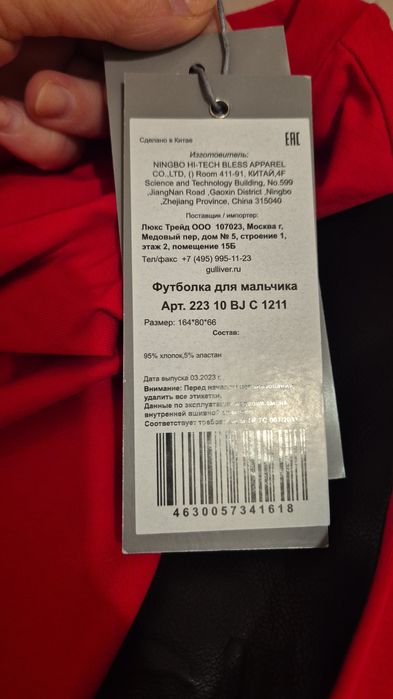 Сделано в Китае
EAC
Изготовитель:
NINGBO HI-TECH BLESS APPAREL
CO.,LTD, () Room 411-91, КИТАЙ,4F
Science and Technology Building, No.599
,JiangNan Road ,Gaoxin District ,Ningbo
,Zhejiang Province, China 315040
Поставщик / импортер:
Люкс Трейд ООО 107023, Москва г,
Медовый пер, дом № 5, строение 1,
этаж 2, помещение 15Б
Тел/факс +7 (495) 995-11-23
gulliver.ru
Футболка для мальчика
Арт. 223 10 BJ C 1211
Размер: 164*80*66
Состав:
95% хлопок,5% эластан
Дата выпуска 03.2023 г.
Внимание: Перед
удалить все этикетки.
Данные по
внутренней вшивной
Соответствует
4630057341618